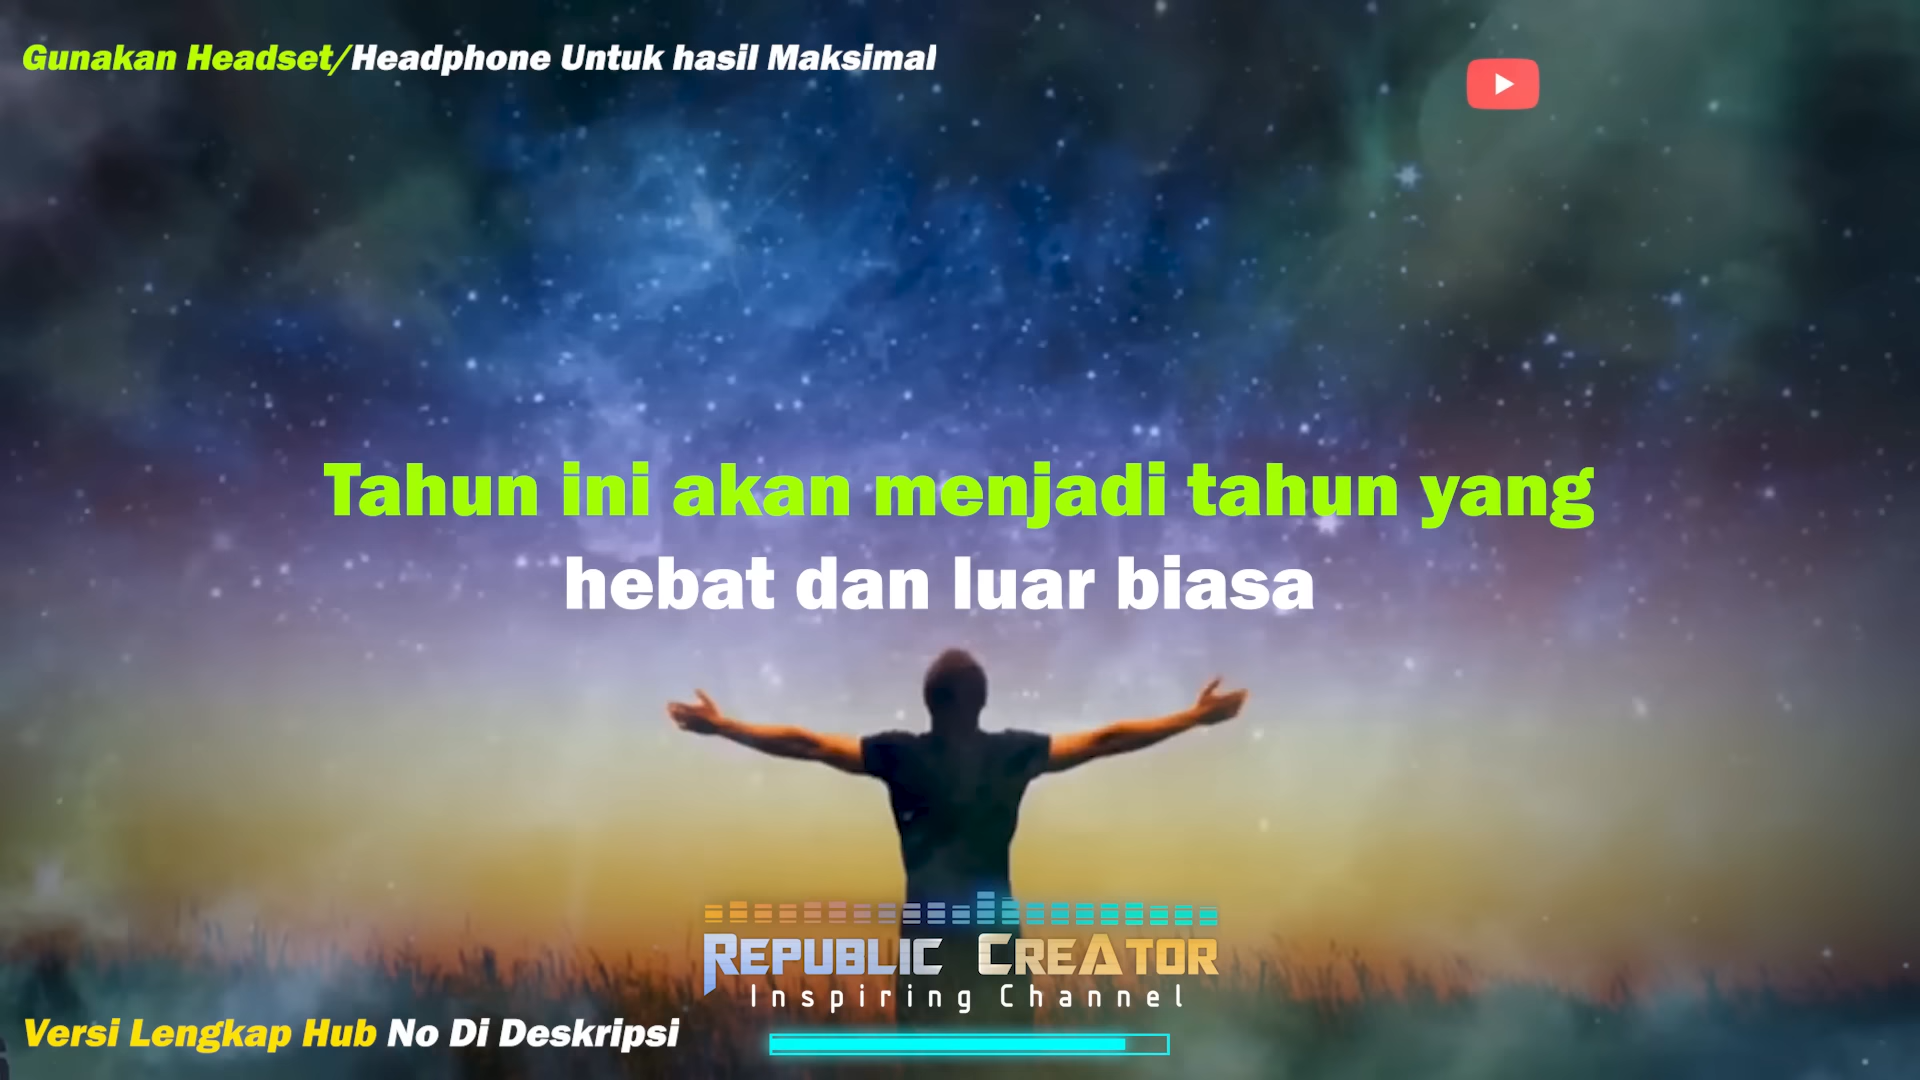 Gunakan Headset/Headphone Untuk hasil Maksimal
Tahun ini akan menjadi tahun yang
hebat dan luar biasa
REPUBLIC CREATOR
Inspiring Channel
Versi Lengkap Hub No Di Deskripsi